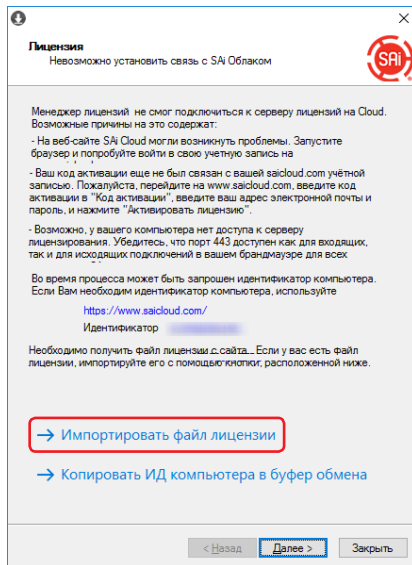 Лицензия
Невозможно установить связь с SAi Облаком
SAi
Менеджер лицензий не смог подключиться к серверу лицензий на Cloud.
Возможные причины на это содержат:
- На веб-сайте SAi Cloud могли возникнуть проблемы. Запустите
браузер и попробуйте войти в свою учетную запись на
- Ваш код активации еще не был связан с вашей saicloud.com учётной
записью. Пожалуйста, перейдите на www.saicloud.com, введите код
активации в "Код активации", введите ваш адрес электронной почты и
пароль, и нажмите "Активировать лицензию".
- Возможно, у вашего компьютера нет доступа к серверу
лицензирования. Убедитесь, что порт 443 доступен как для входящих,
так и для исходящих подключений в вашем брандмауэре для всех
Во время процесса может быть запрошен идентификатор компьютера.
Если Вам необходим идентификатор компьютера, используйте
https://www.saicloud.com/
Идентификатор
Необходимо получить файл лицензии с сайта. Если у вас есть файл
лицензии, импортируйте его с помощью кнопки, расположенной ниже.
Импортировать файл лицензии
Копировать ИД компьютера в буфер обмена
< Назад
Далее >
Закрыть